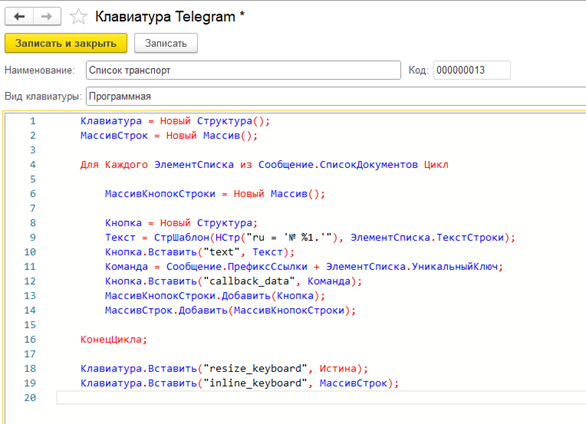 Клавиатура Telegram *
Записать и закрыть Записать
Наименование: Список транспорт Код: 000000013
Вид клавиатуры: Программная
1 Клавиатура = Новый Структура();
2 МассивСтрок = Новый Массив();
3
4 Для Каждого ЭлементСписка из Сообщение.СписокДокументов Цикл
5
6 МассивКнопокСтроки = Новый Массив();
7
8 Кнопка = Новый Структура;
9 Текст = СтрШаблон(НСтр("ru = '№ %1.'"), ЭлементСписка.ТекстСтроки);
10 Кнопка.Вставить("text", Текст);
11 Команда = Сообщение.ПрефиксСсылки + ЭлементСписка.УникальныйКлюч;
12 Кнопка.Вставить("callback_data", Команда);
13 МассивКнопокСтроки.Добавить(Кнопка);
14 МассивСтрок.Добавить(МассивКнопокСтроки);
15
16 КонецЦикла;
17
18 Клавиатура.Вставить("resize_keyboard", Истина);
19 Клавиатура.Вставить("inline_keyboard", МассивСтрок);
20